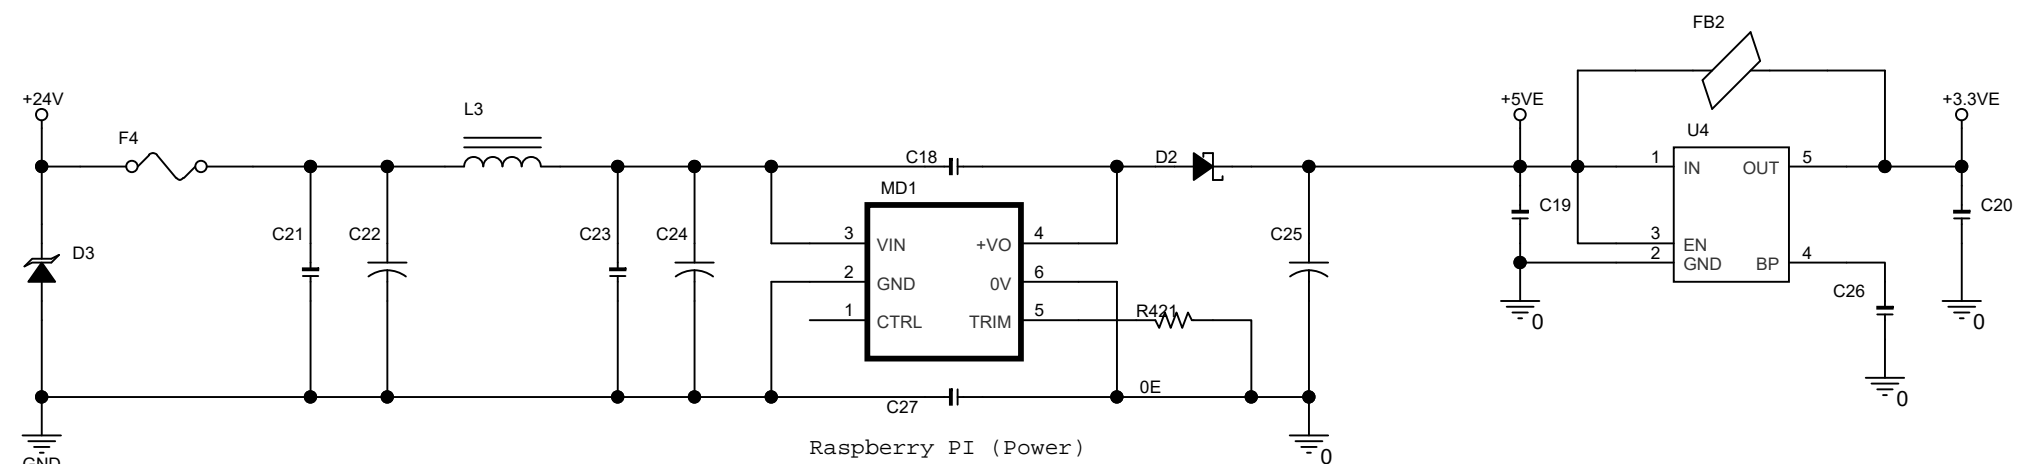 FB2
+24V
+5VE
+3.3VE
L3
F4
U4
C18
D2
1
IN
OUT
5
MD1
C19
C20
C21
C22
C23
C24
C25
3
VIN
+VO
4
3
EN
D3
2
GND
BP
4
2
GND
0V
6
C26
1
CTRL
TRIM
5
R421
0
0
0E
C27
0
Raspberry PI (Power)
0
GND